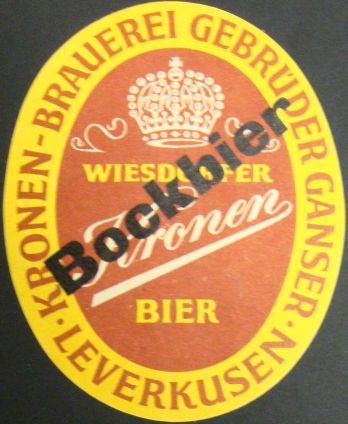 KRONEN-BRAUEREI GEBRÜDER GANSER·
LEVERKUSEN·
WIESDORFER
Kronen
BIER
Bockbier